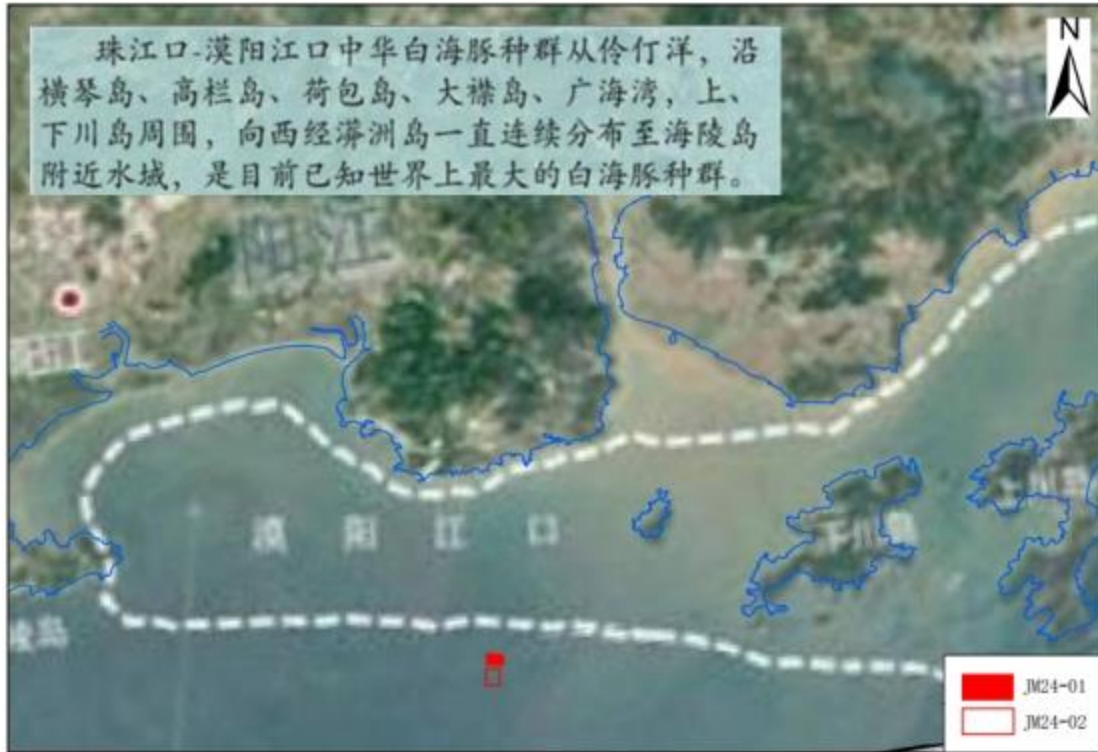 珠江口-漠阳江口中华白海豚种群从伶仃洋，沿
横琴岛、高栏岛、荷包岛、大襟岛、广海湾，上、
下川岛周围，向西经漭洲岛一直连续分布至海陵岛
附近水域，是目前已知世界上最大的白海豚种群。
N
阳江
漠阳江口
下川岛
上川岛
陵岛
JM24-01
JM24-02